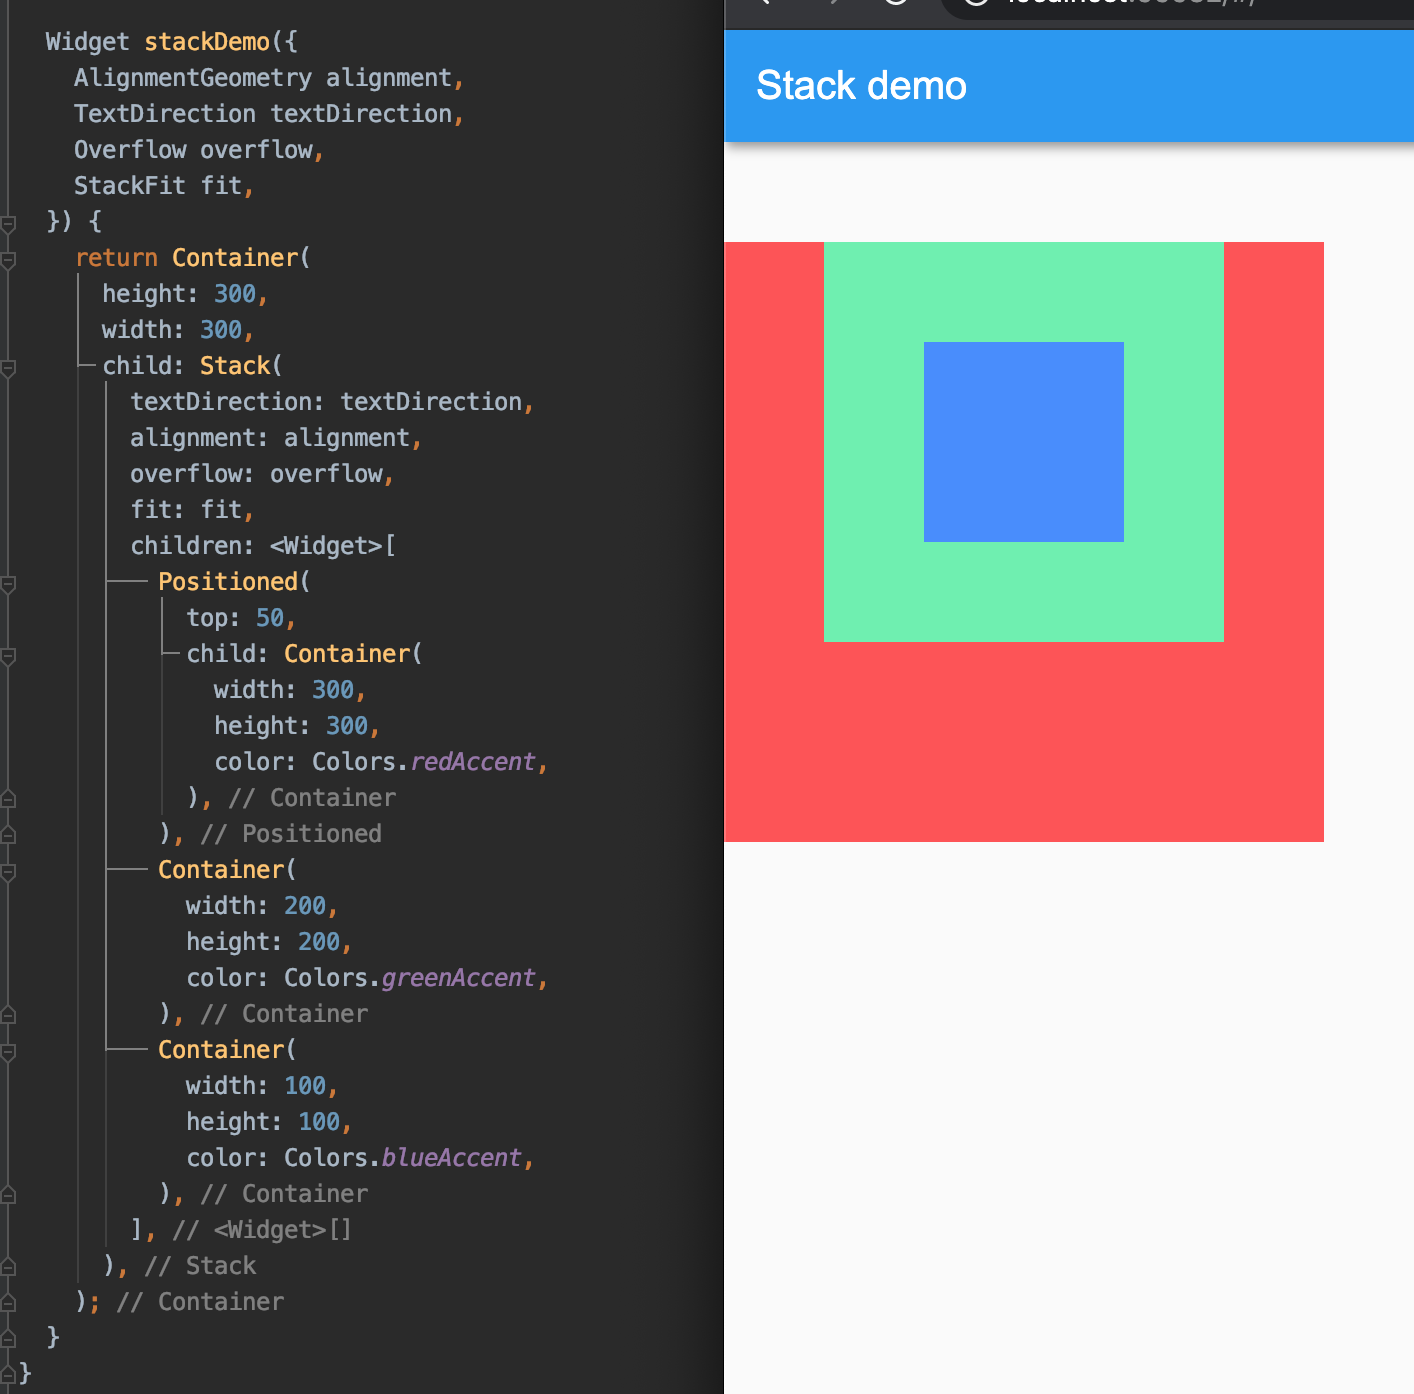 Widget stackDemo({
AlignmentGeometry alignment,
TextDirection textDirection,
Overflow overflow,
StackFit fit,
}) {
return Container(
height: 300,
width: 300,
child: Stack(
textDirection: textDirection,
alignment: alignment,
overflow: overflow,
fit: fit,
children: <Widget>[
Positioned(
top: 50,
child: Container(
width: 300,
height: 300,
color: Colors.redAccent,
), // Container
), // Positioned
Container(
width: 200,
height: 200,
color: Colors.greenAccent,
), // Container
Container(
width: 100,
height: 100,
color: Colors.blueAccent,
), // Container
], // <Widget>[]
), // Stack
); // Container
}
}
Stack demo